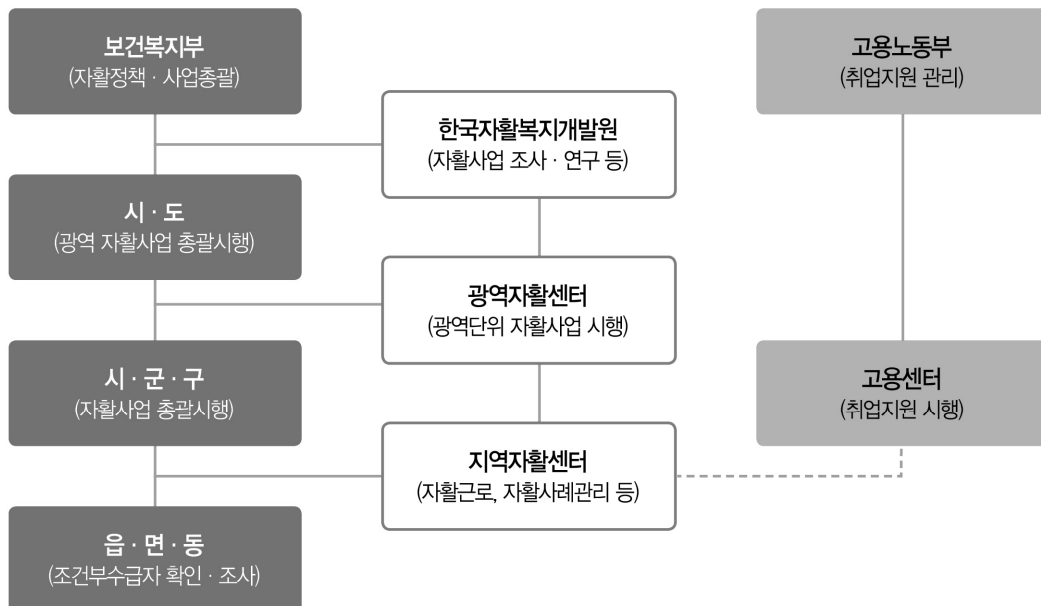 보건복지부
(자활정책 · 사업총괄)
고용노동부
(취업지원 관리)
한국자활복지개발원
(자활사업 조사 · 연구 등)
시 · 도
(광역 자활사업 총괄시행)
광역자활센터
(광역단위 자활사업 시행)
시 · 군 · 구
(자활사업 총괄시행)
고용센터
(취업지원 시행)
지역자활센터
(자활근로, 자활사례관리 등)
읍 · 면 · 동
(조건부수급자 확인 · 조사)